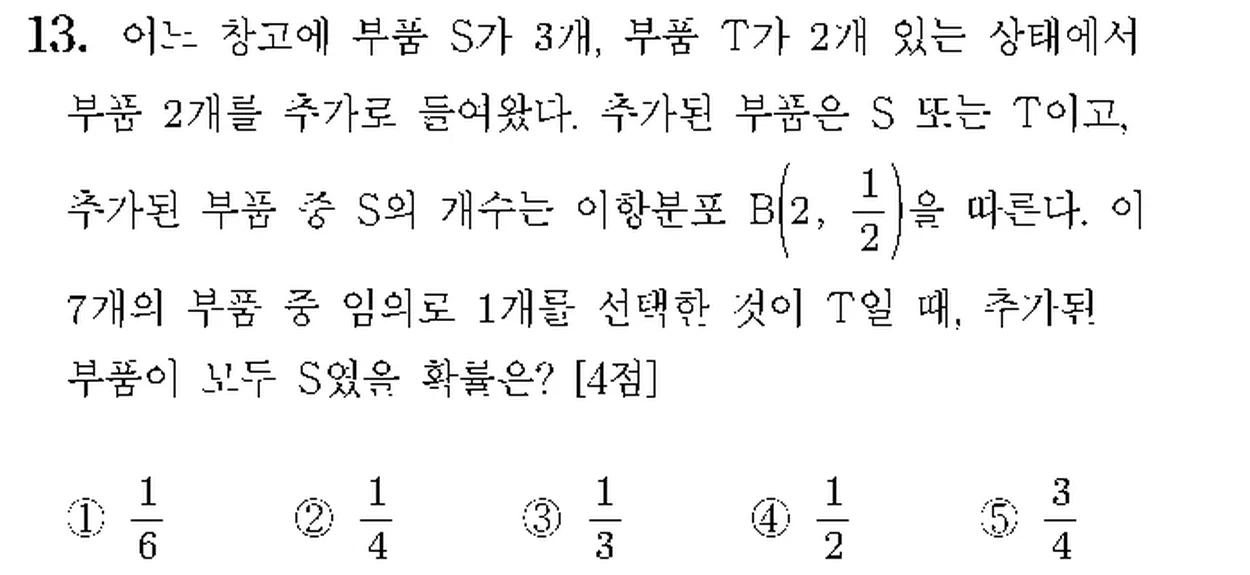 13. 어느 창고에 부품 S가 3개, 부품 T가 2개 있는 상태에서
부품 2개를 추가로 들여왔다. 추가된 부품은 S 또는 T이고,
추가된 부품 중 S의 개수는 이항분포 B(2, 1/2)을 따른다. 이
7개의 부품 중 임의로 1개를 선택한 것이 T일 때, 추가된
부품이 모두 S였을 확률은? [4점]
① 1/6 ② 1/4 ③ 1/3 ④ 1/2 ⑤ 3/4